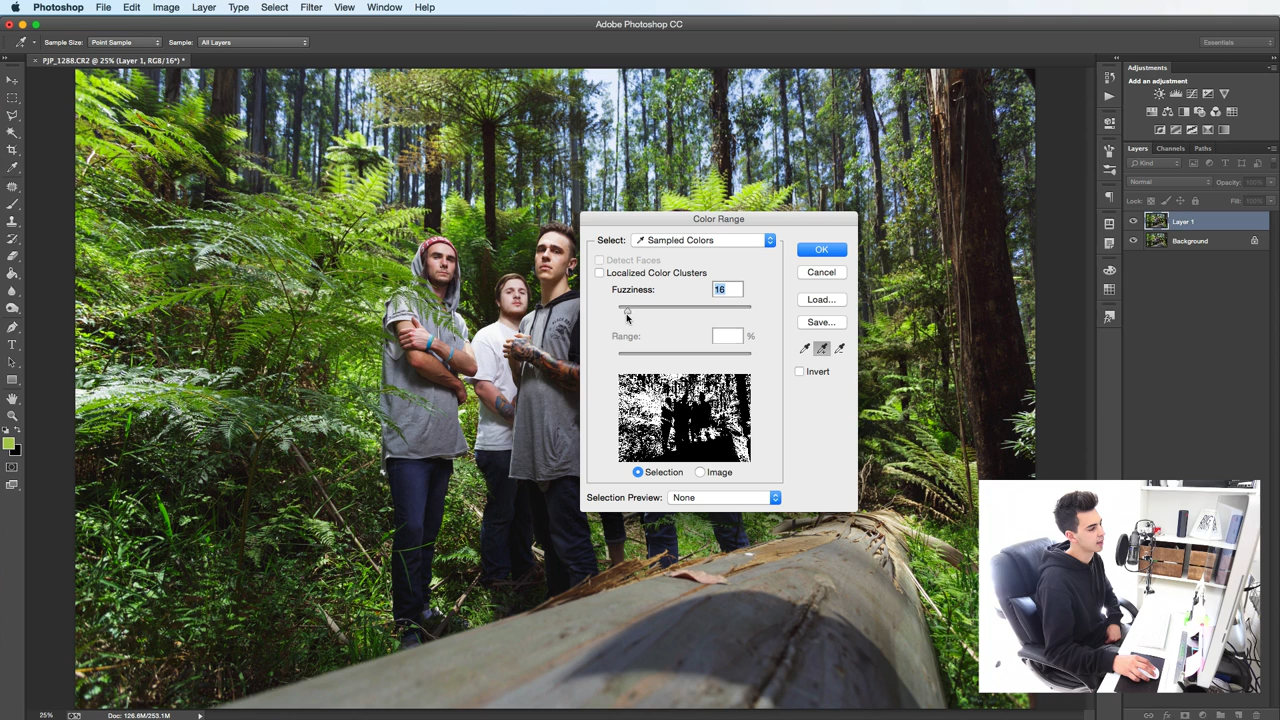 Photoshop File Edit Image Layer Type Select Filter View Window Help
Adobe Photoshop CC
Sample Size: Point Sample Sample: All Layers Essentials
× PJP_1288.CR2 @ 25% (Layer 1, RGB/16*) *
Adjustments
Add an adjustment
Layers Channels Paths
Kind
Normal Opacity: 100%
Lock: Fill: 100%
Layer 1
Background
Color Range
Select: Sampled Colors
OK
Detect Faces
Localized Color Clusters
Cancel
Fuzziness: 16
Load...
Save...
Range: %
Invert
Selection Image
Selection Preview: None
25% Doc: 126.6M/253.1M